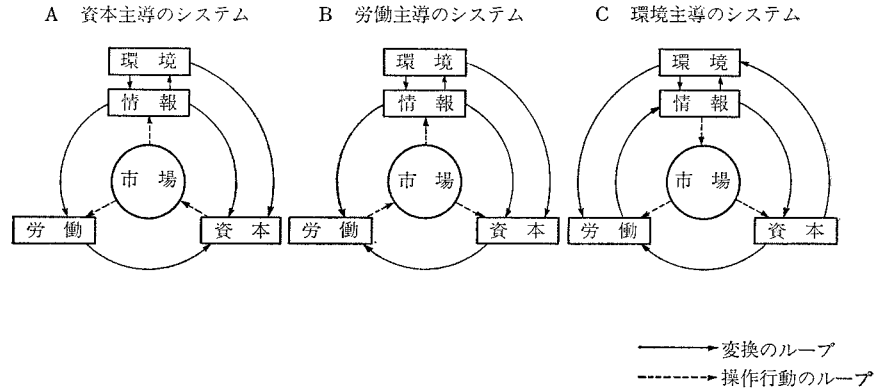 A 資本主導のシステム
B 労働主導のシステム
C 環境主導のシステム
環境
情報
市場
労働
資本
環境
情報
市場
労働
資本
環境
情報
市場
労働
資本
変換のループ
操作行動のループ